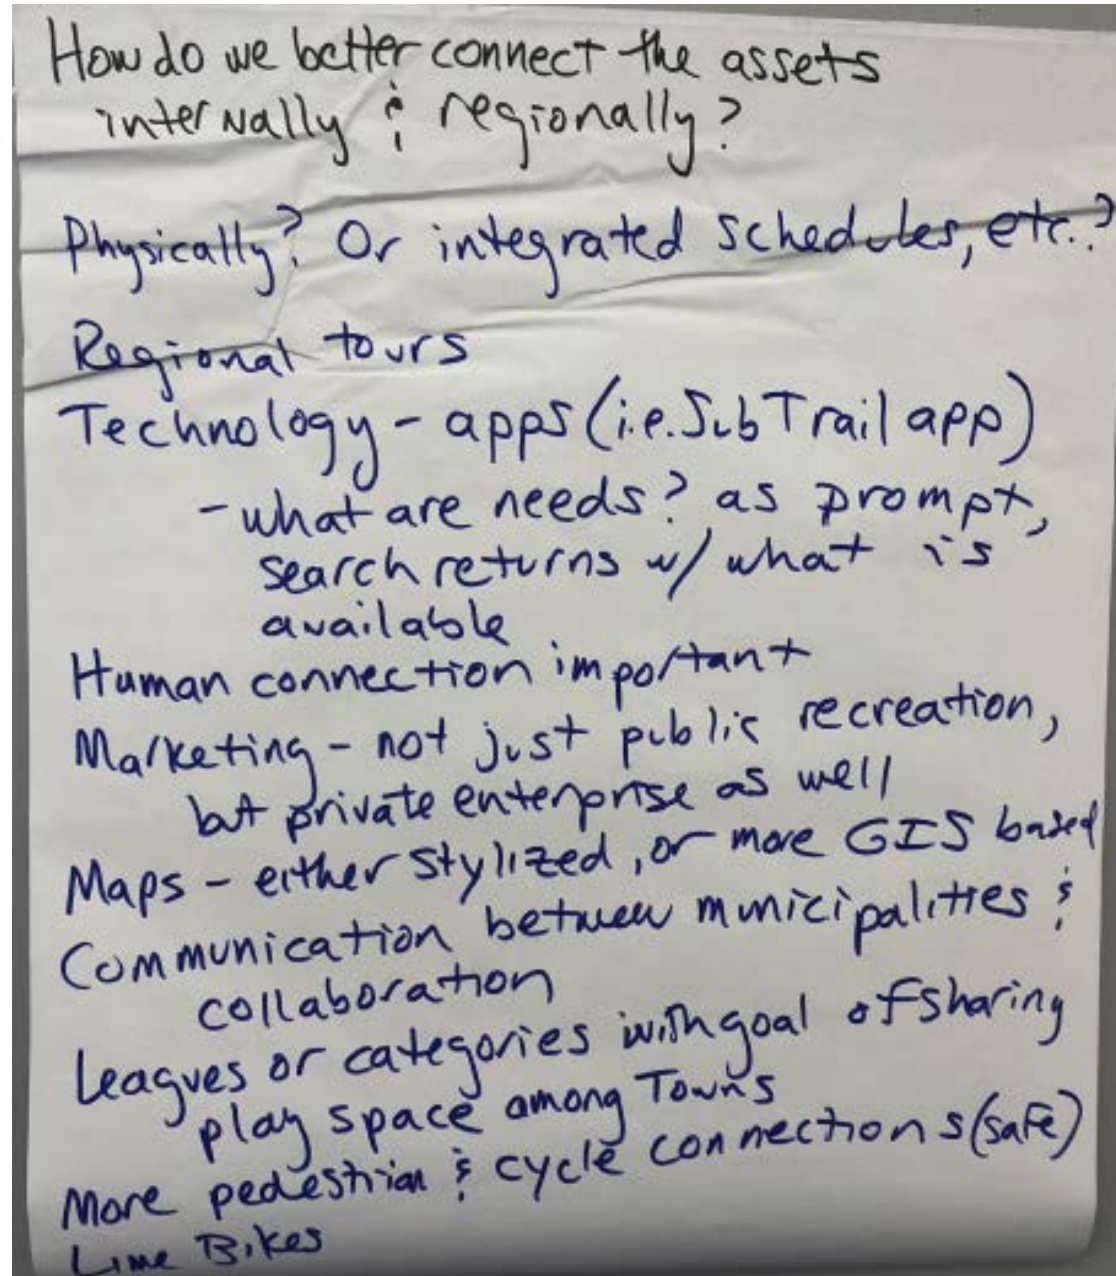 How do we better connect the assets
internally & regionally?
Physically? Or integrated schedules, etc.?
Regional tours
Technology - apps (i.e. SubTrail app)
- what are needs? as prompt,
search returns w/ what is
available
Human connection important
Marketing - not just public recreation,
but private enterprise as well
Maps - either stylized, or more GIS based
Communication between municipalities &
collaboration
Leagues or categories with goal of sharing
play space among Towns
More pedestrian & cycle connections (safe)
Lime Bikes